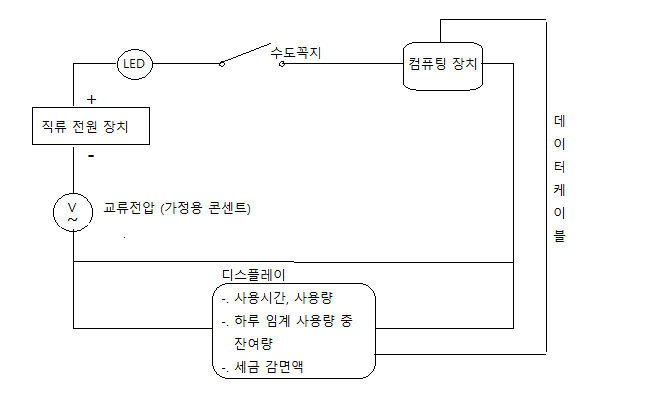 LED
수도꼭지
컴퓨팅 장치
+
직류 전원 장치
-
V
~
교류전압 (가정용 콘센트)
.
데
이
터
케
이
블
디스플레이
-. 사용시간, 사용량
-. 하루 임계 사용량 중
잔여량
-. 세금 감면액